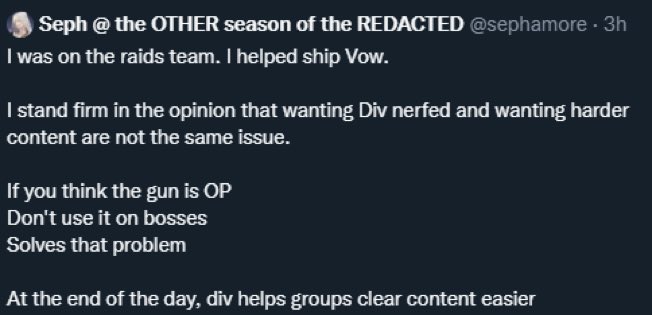 Seph @ the OTHER season of the REDACTED @sephamore · 3h
I was on the raids team. I helped ship Vow.
I stand firm in the opinion that wanting Div nerfed and wanting harder
content are not the same issue.
If you think the gun is OP
Don't use it on bosses
Solves that problem
At the end of the day, div helps groups clear content easier